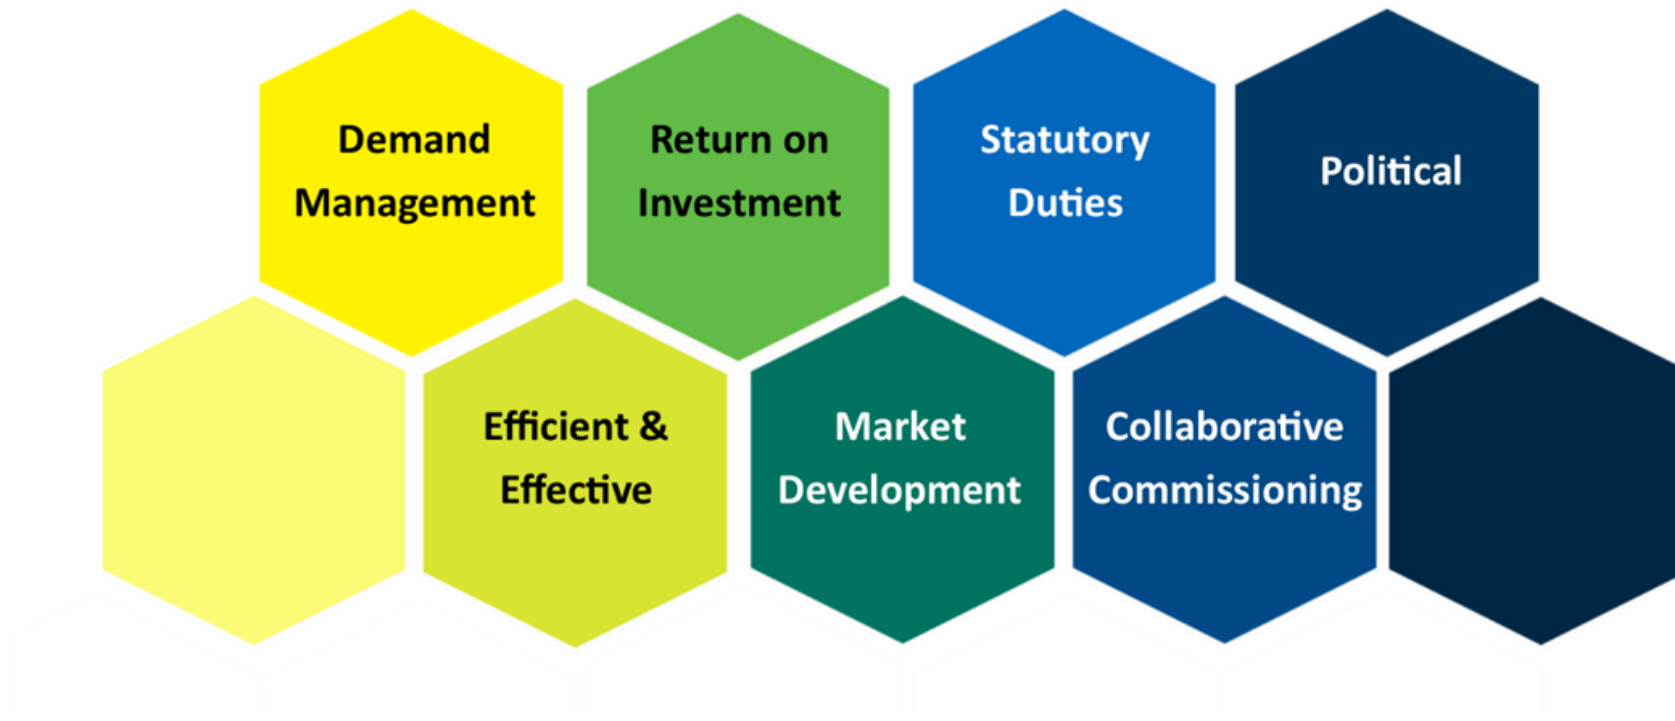 Demand
Management
Return on
Investment
Statutory
Duties
Political
Efficient &
Effective
Market
Development
Collaborative
Commissioning